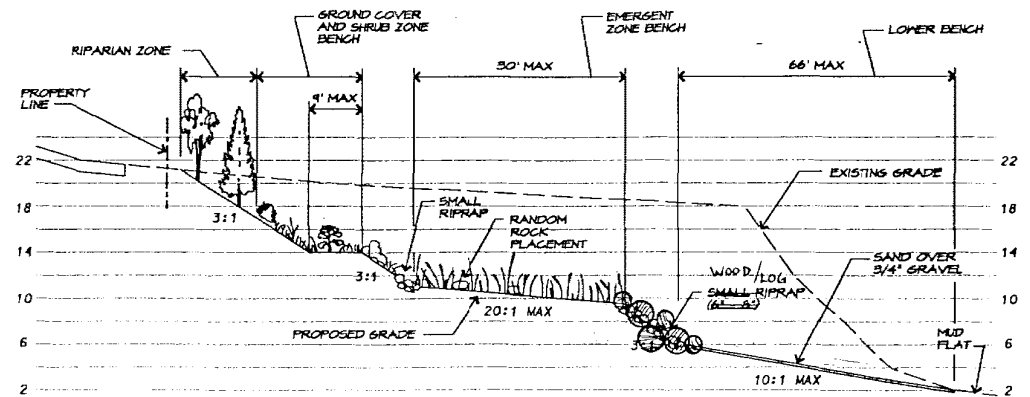 GROUND COVER
AND SHRUB ZONE
BENCH
EMERGENT
ZONE BENCH
LOWER BENCH
RIPARIAN ZONE
30' MAX
66' MAX
PROPERTY
LINE
9' MAX
22
22
EXISTING GRADE
18
3:1
SMALL
RIPRAP
RANDOM
ROCK
PLACEMENT
18
14
SAND OVER
3/4" GRAVEL
14
3:1
WOOD/LOG
SMALL RIPRAP
10
10
20:1 MAX
PROPOSED GRADE
MUD
FLAT
6
6
10:1 MAX
2
2